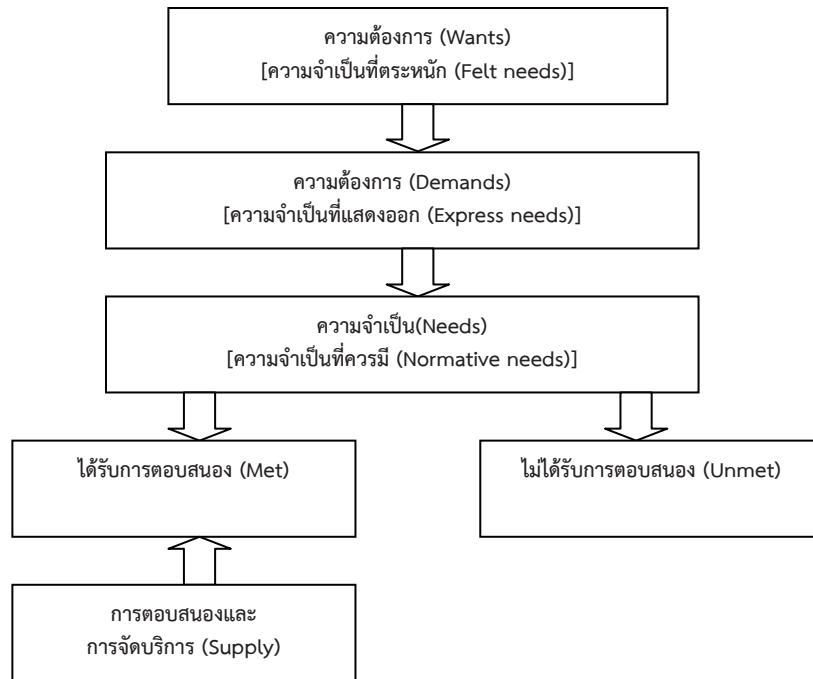 ความต้องการ (Wants)
[ความจำเป็นที่ตระหนัก (Felt needs)]
ความต้องการ (Demands)
[ความจำเป็นที่แสดงออก (Express needs)]
ความจำเป็น(Needs)
[ความจำเป็นที่ควรมี (Normative needs)]
ได้รับการตอบสนอง (Met)
ไม่ได้รับการตอบสนอง (Unmet)
การตอบสนองและ
การจัดบริการ (Supply)